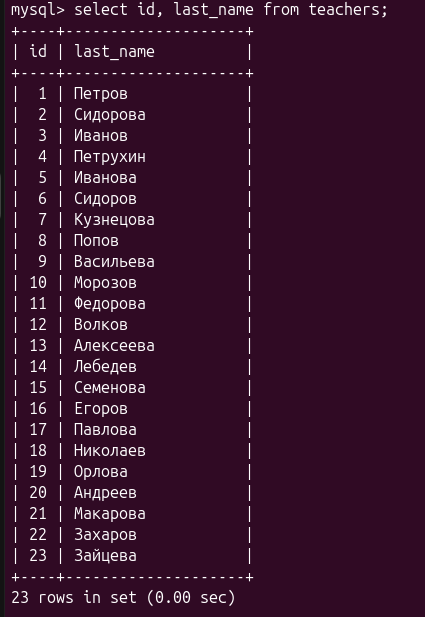 mysql> select id, last_name from teachers;
+----+--------------------+
| id | last_name          |
+----+--------------------+
|  1 | Петров             |
|  2 | Сидорова           |
|  3 | Иванов             |
|  4 | Петрухин           |
|  5 | Иванова            |
|  6 | Сидоров            |
|  7 | Кузнецова          |
|  8 | Попов              |
|  9 | Васильева          |
| 10 | Морозов            |
| 11 | Федорова           |
| 12 | Волков             |
| 13 | Алексеева          |
| 14 | Лебедев            |
| 15 | Семенова           |
| 16 | Егоров             |
| 17 | Павлова            |
| 18 | Николаев           |
| 19 | Орлова             |
| 20 | Андреев            |
| 21 | Макарова           |
| 22 | Захаров            |
| 23 | Зайцева            |
+----+--------------------+
23 rows in set (0.00 sec)